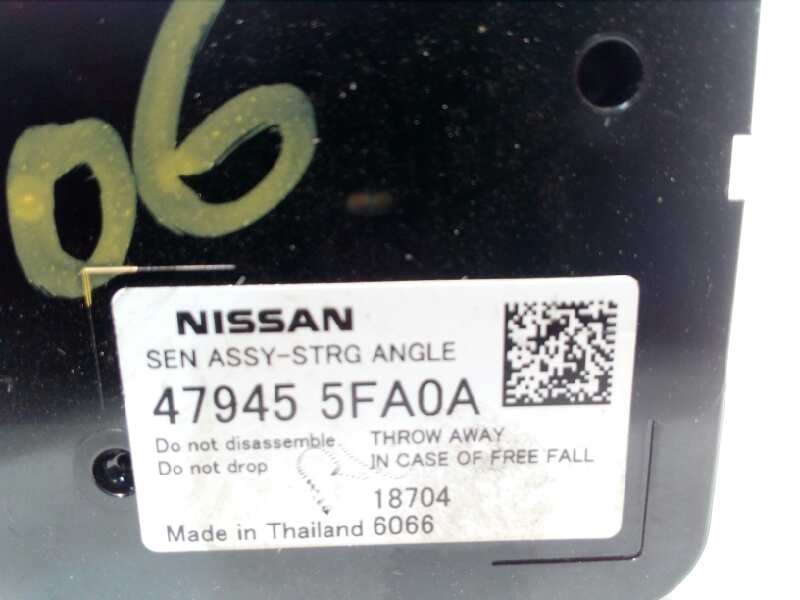 06
NISSAN
SEN ASSY-STRG ANGLE
47945 5FA0A
Do not disassemble THROW AWAY
Do not drop IN CASE OF FREE FALL
18704
Made in Thailand 6066